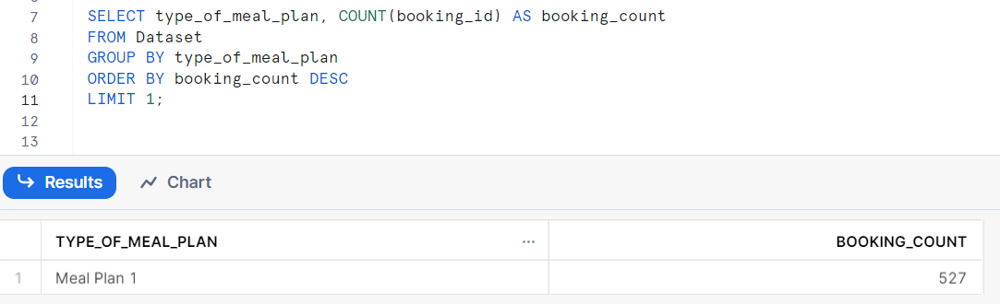 7 SELECT type_of_meal_plan, COUNT(booking_id) AS booking_count
8 FROM Dataset
9 GROUP BY type_of_meal_plan
10 ORDER BY booking_count DESC
11 LIMIT 1;
12
13
Results Chart
TYPE_OF_MEAL_PLAN ... BOOKING_COUNT
1 Meal Plan 1 527